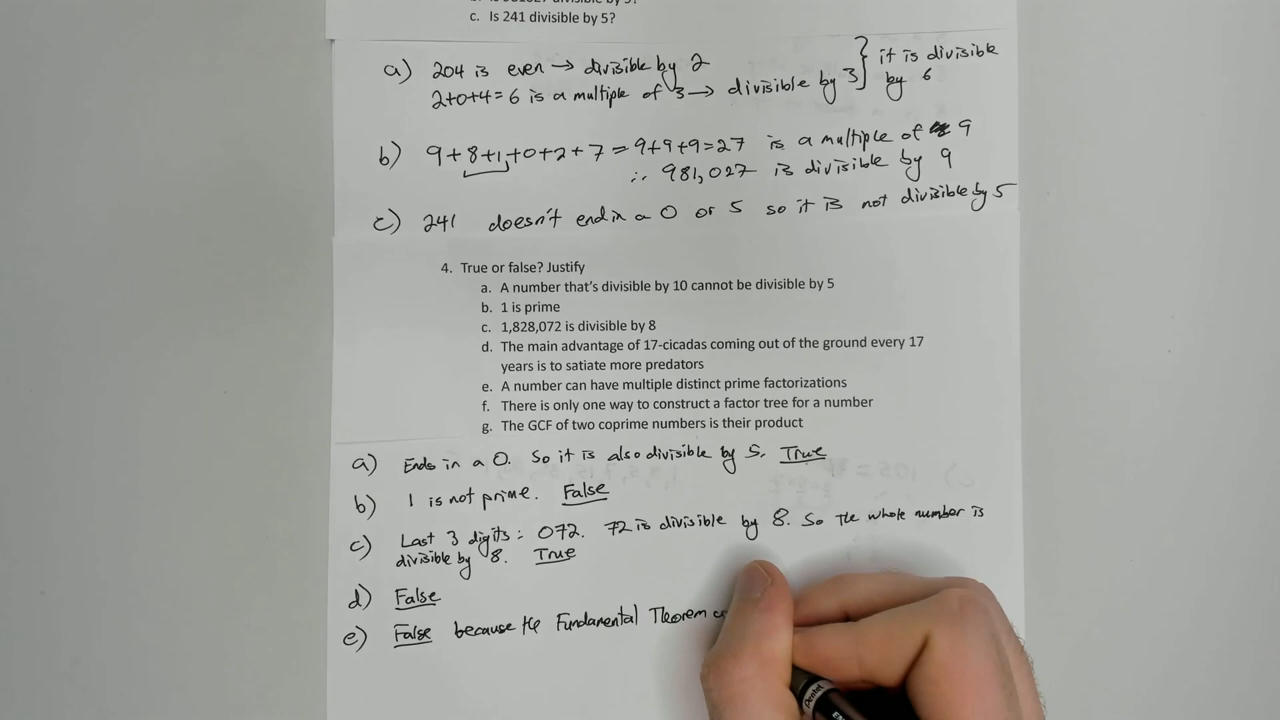 c. Is 241 divisible by 5?
a) 204 is even → divisible by 2
2+0+4=6 is a multiple of 3 → divisible by 3 } it is divisible by 6
b) 9+8+1+0+2+7=9+9+9=27 is a multiple of 9
∴ 981,027 is divisible by 9
c) 241 doesn't end in a 0 or 5 so it is not divisible by 5
4. True or false? Justify
a. A number that's divisible by 10 cannot be divisible by 5
b. 1 is prime
c. 1,828,072 is divisible by 8
d. The main advantage of 17-cicadas coming out of the ground every 17
years is to satiate more predators
e. A number can have multiple distinct prime factorizations
f. There is only one way to construct a factor tree for a number
g. The GCF of two coprime numbers is their product
a) Ends in a 0. So it is also divisible by 5. True
b) 1 is not prime. False
c) Last 3 digits: 072. 72 is divisible by 8. So the whole number is
divisible by 8. True
d) False
e) False because the Fundamental Theorem
Pentel